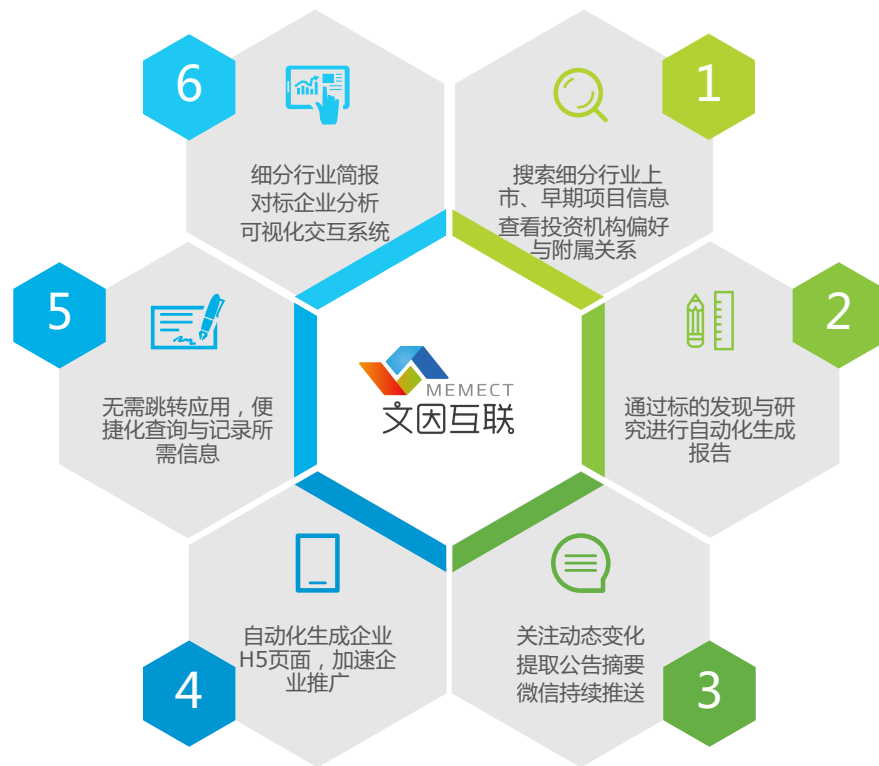 1
搜索细分行业上
市、早期项目信息
查看投资机构偏好
与附属关系
2
通过标的发现与研
究进行自动化生成
报告
3
关注动态变化
提取公告摘要
微信持续推送
4
自动化生成企业
H5页面，加速企
业推广
5
无需跳转应用，便
捷化查询与记录所
需信息
6
细分行业简报
对标企业分析
可视化交互系统
MEMECT
文因互联